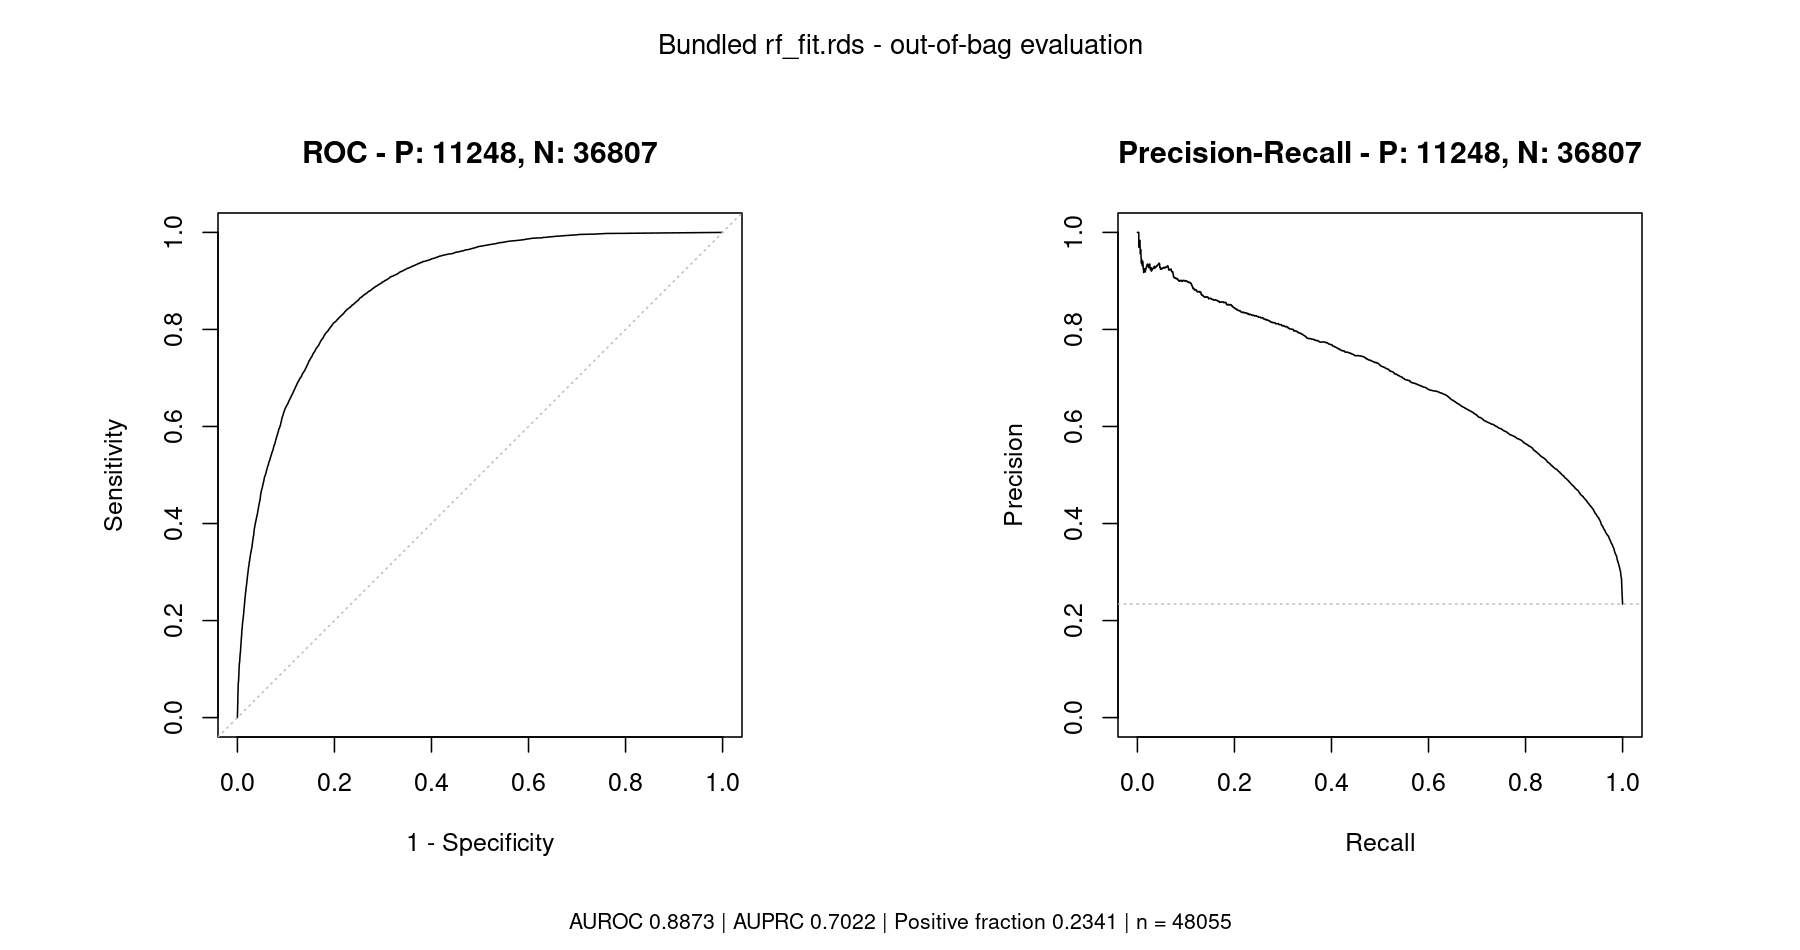 Bundled rf_fit.rds - out-of-bag evaluation
ROC - P: 11248, N: 36807
1.0
0.8
0.6
0.4
0.2
0.0
Sensitivity
0.0 0.2 0.4 0.6 0.8 1.0
1 - Specificity
Precision-Recall - P: 11248, N: 36807
1.0
0.8
0.6
0.4
0.2
0.0
Precision
0.0 0.2 0.4 0.6 0.8 1.0
Recall
AUROC 0.8873 | AUPRC 0.7022 | Positive fraction 0.2341 | n = 48055